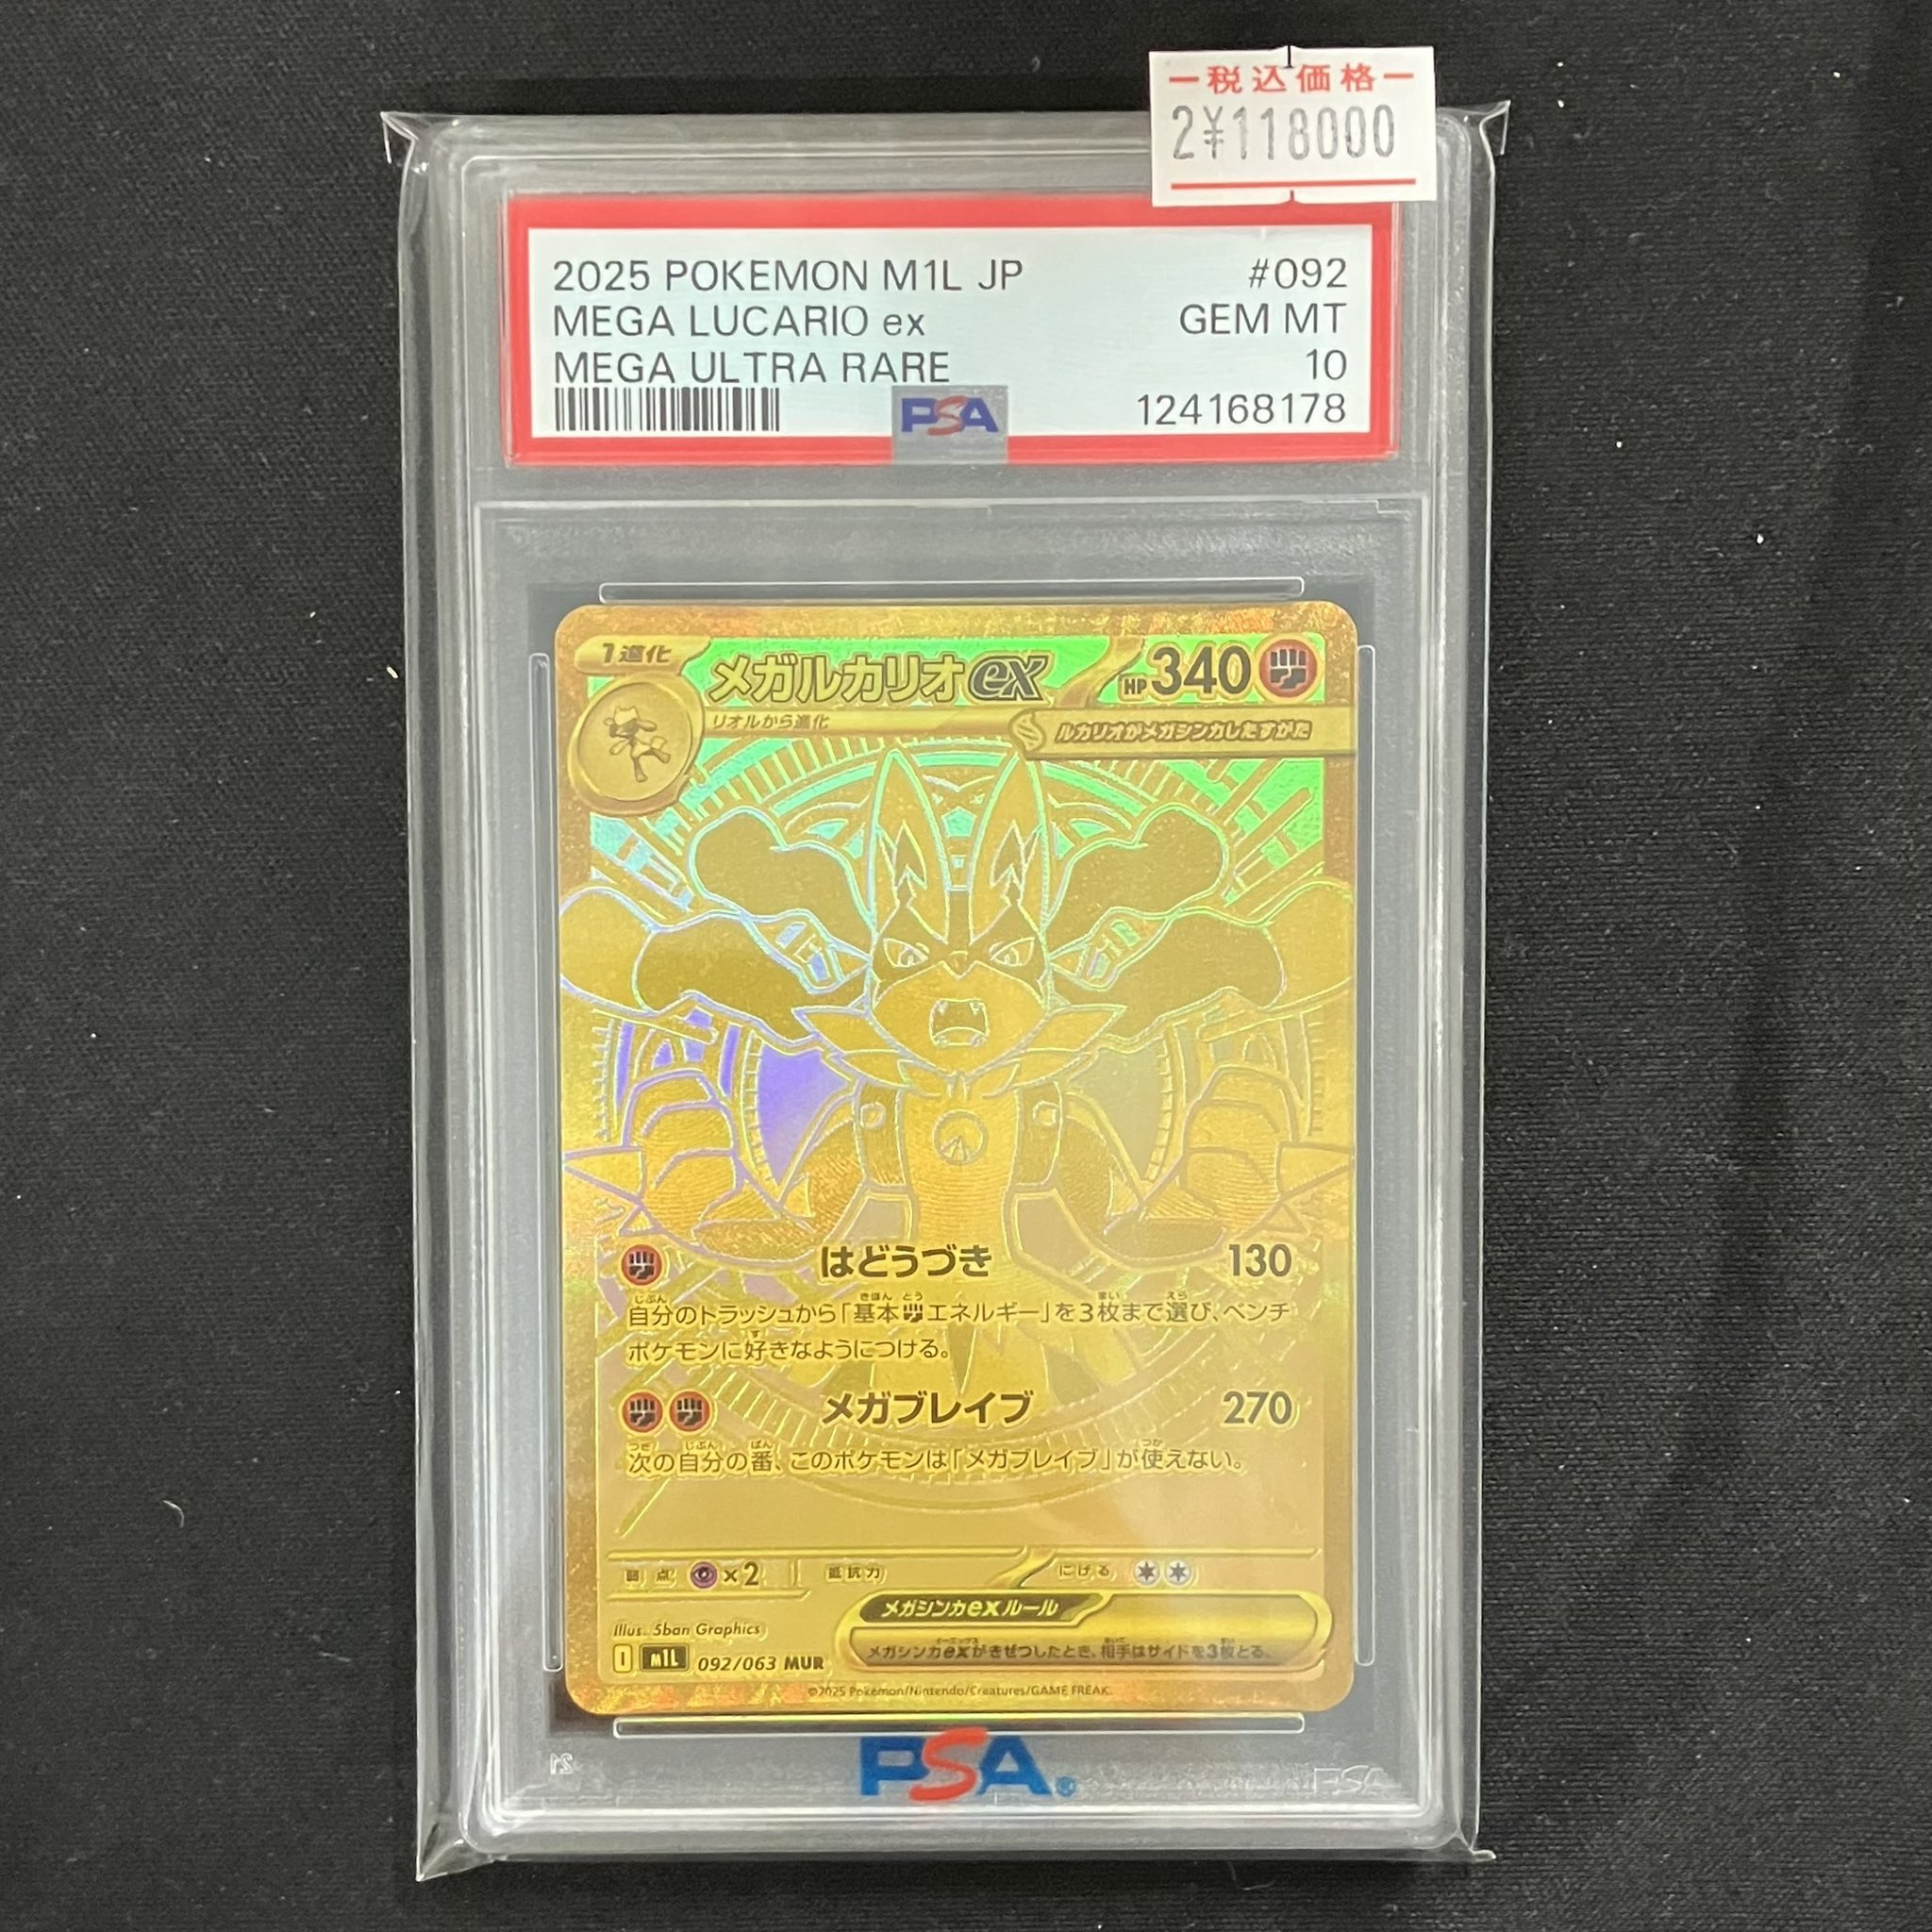 税込価格
2¥118000
2025 POKEMON M1L JP #092
MEGA LUCARIO ex GEM MT
MEGA ULTRA RARE 10
PSA 124168178
1進化 メガルカリオex HP340
リオルから進化 ルカリオがメガシンカしたすがた
はどうづき 130
自分のトラッシュから「基本エネルギー」を3枚まで選び、ベンチ
ポケモンに好きなようにつける。
メガブレイブ 270
次の自分の番、このポケモンは「メガブレイブ」が使えない。
弱点 ×2 抵抗力 にげる
メガシンカexルール
Illus. 5ban Graphics
メガシンカexがきぜつしたとき、相手はサイドを3枚とる。
I M1L 092/063 MUR
©2025 Pokémon/Nintendo/Creatures/GAME FREAK.
PSA®
PSA